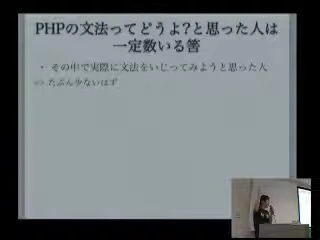 PHPの文法ってどうよ?と思った人は
一定数いる筈
・ その中で実際に文法をいじってみようと思った人
=> たぶん少ないはず